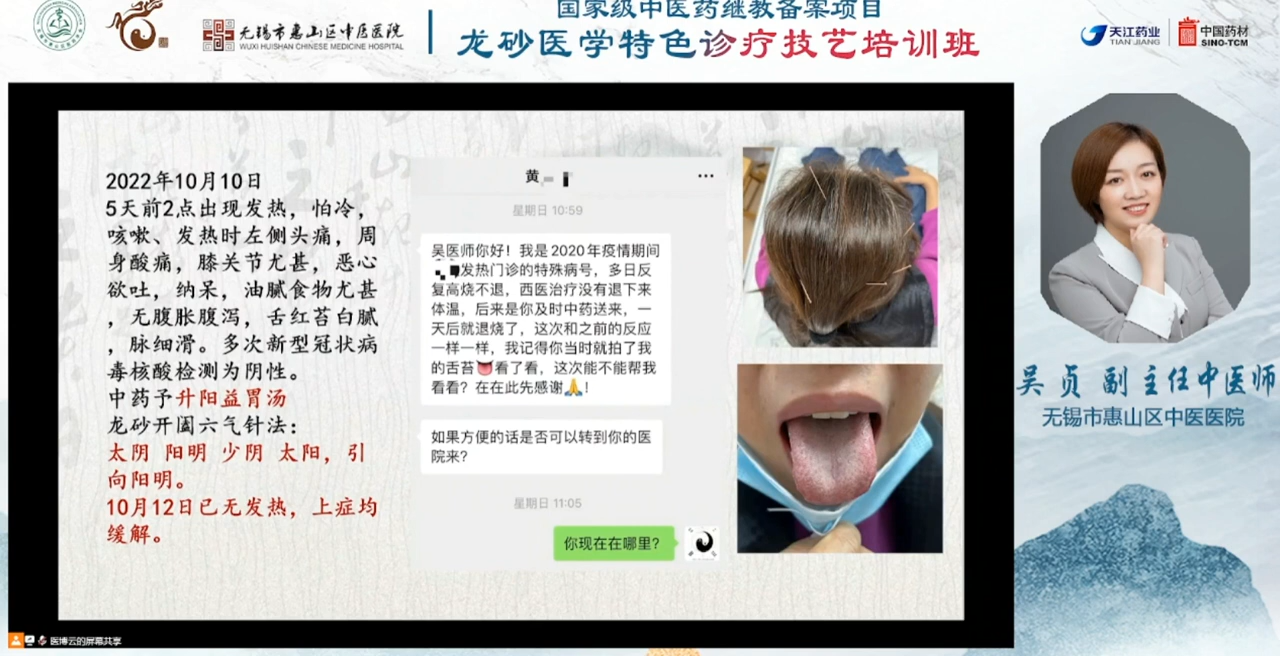 国家级中医药继教备案项目
龙砂医学特色诊疗技艺培训班
无锡市惠山区中医医院
WUXI HUISHAN CHINESE MEDICINE HOSPITAL
天江药业
TIAN JIANG
中国药材
SINO-TCM
2022年10月10日
5天前2点出现发热，怕冷，
咳嗽、发热时左侧头痛，周
身酸痛，膝关节尤甚，恶心
欲吐，纳呆，油腻食物尤甚
，无腹胀腹泻，舌红苔白腻
，脉细滑。多次新型冠状病
毒核酸检测为阴性。
中药予升阳益胃汤
龙砂开阖六气针法：
太阴 阳明 少阴 太阳，引
向阳明。
10月12日已无发热，上症均
缓解。
黄
星期日 10:59
吴医师你好！我是2020年疫情期间
发热门诊的特殊病号，多日反
复高烧不退，西医治疗没有退下来
体温，后来是你及时中药送来，一
天后就退烧了，这次和之前的反应
一样一样，我记得你当时就拍了我
的舌苔👅看了看，这次能不能帮我
看看？在在此先感谢🙏！
如果方便的话是否可以转到你的医
院来？
星期日 11:05
你现在在哪里？
吴贞 副主任中医师
无锡市惠山区中医医院
医博云的屏幕共享